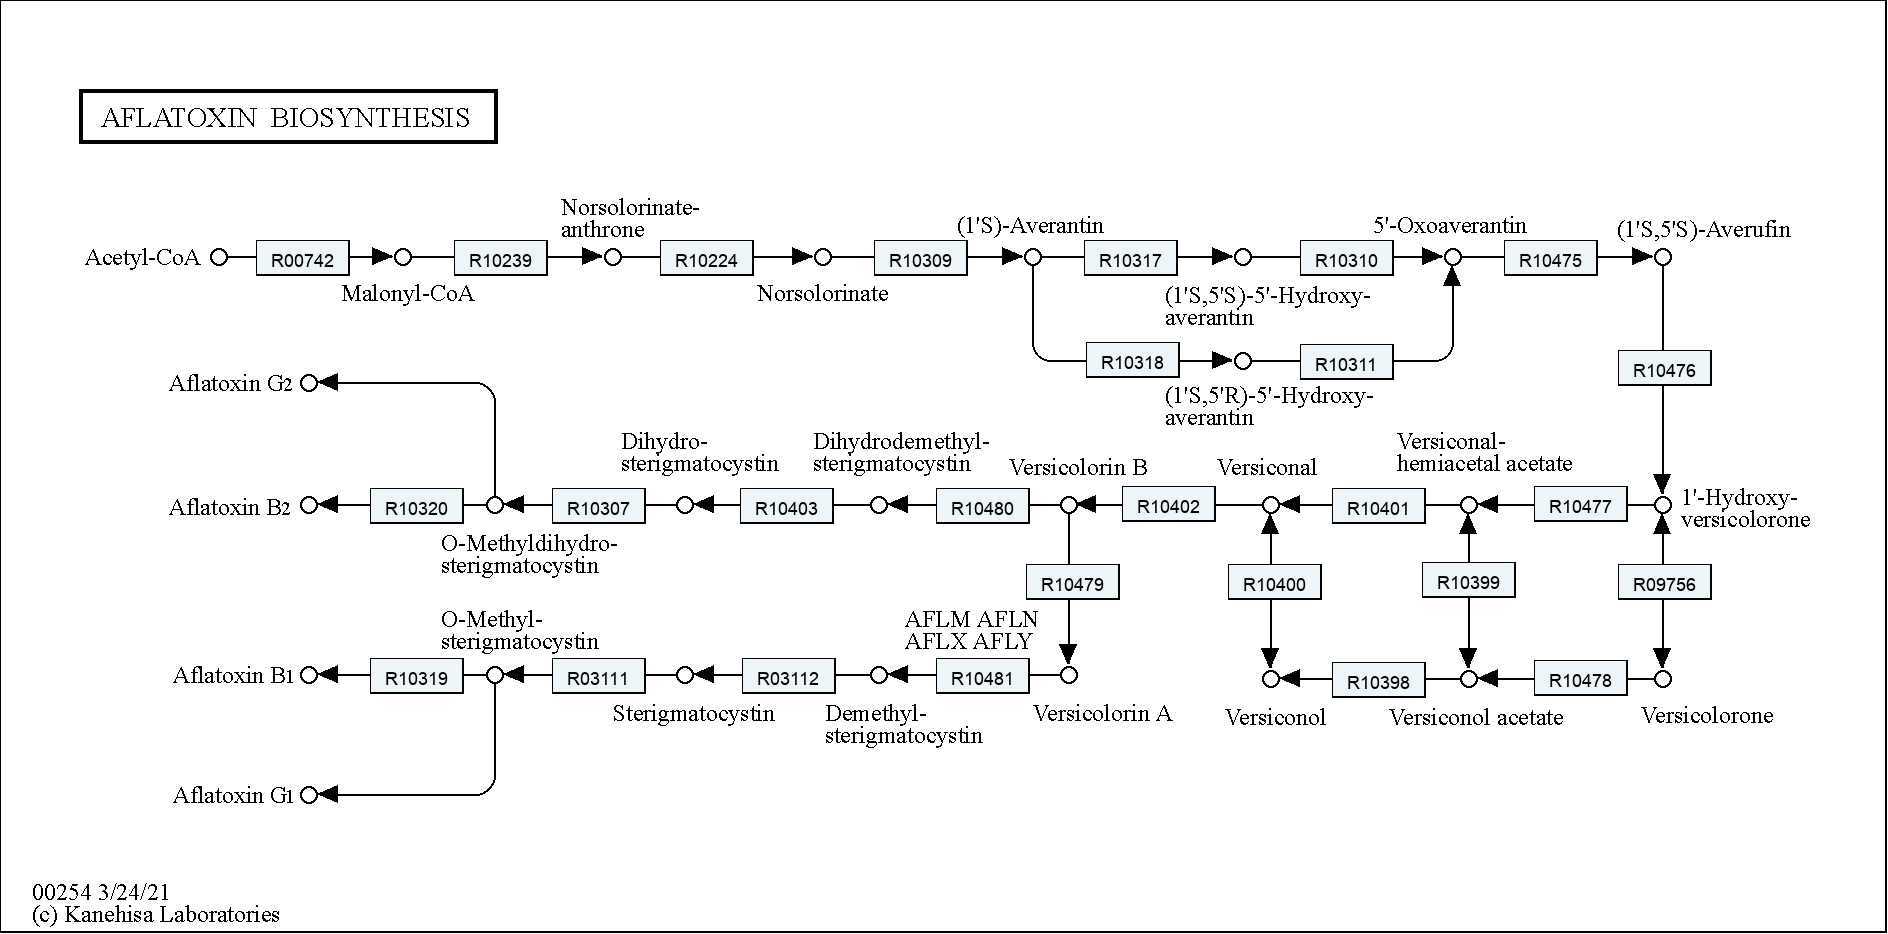 AFLATOXIN BIOSYNTHESIS
Norsolorinate-
anthrone
(1'S)-Averantin
5'-Oxoaverantin
(1'S,5'S)-Averufin
Acetyl-CoA
R00742
R10239
R10224
R10309
R10317
R10310
R10475
Malonyl-CoA
Norsolorinate
(1'S,5'S)-5'-Hydroxy-
averantin
R10318
R10311
R10476
(1'S,5'R)-5'-Hydroxy-
averantin
Aflatoxin G2
Dihydro-
sterigmatocystin
Dihydrodemethyl-
sterigmatocystin
Versicolorin B
Versiconal
Versiconal-
hemiacetal acetate
Aflatoxin B2
R10320
R10307
R10403
R10480
R10402
R10401
R10477
1'-Hydroxy-
versicolorone
O-Methyldihydro-
sterigmatocystin
R10479
R10400
R10399
R09756
O-Methyl-
sterigmatocystin
AFLM AFLN
AFLX AFLY
Aflatoxin B1
R10319
R03111
R03112
R10481
R10398
R10478
Sterigmatocystin
Demethyl-
sterigmatocystin
Versicolorin A
Versiconol
Versiconol acetate
Versicolorone
Aflatoxin G1
00254 3/24/21
(c) Kanehisa Laboratories